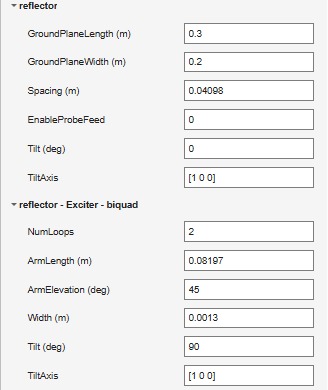 reflector
GroundPlaneLength (m) 0.3
GroundPlaneWidth (m) 0.2
Spacing (m) 0.04098
EnableProbeFeed 0
Tilt (deg) 0
TiltAxis [1 0 0]
reflector - Exciter - biquad
NumLoops 2
ArmLength (m) 0.08197
ArmElevation (deg) 45
Width (m) 0.0013
Tilt (deg) 90
TiltAxis [1 0 0]